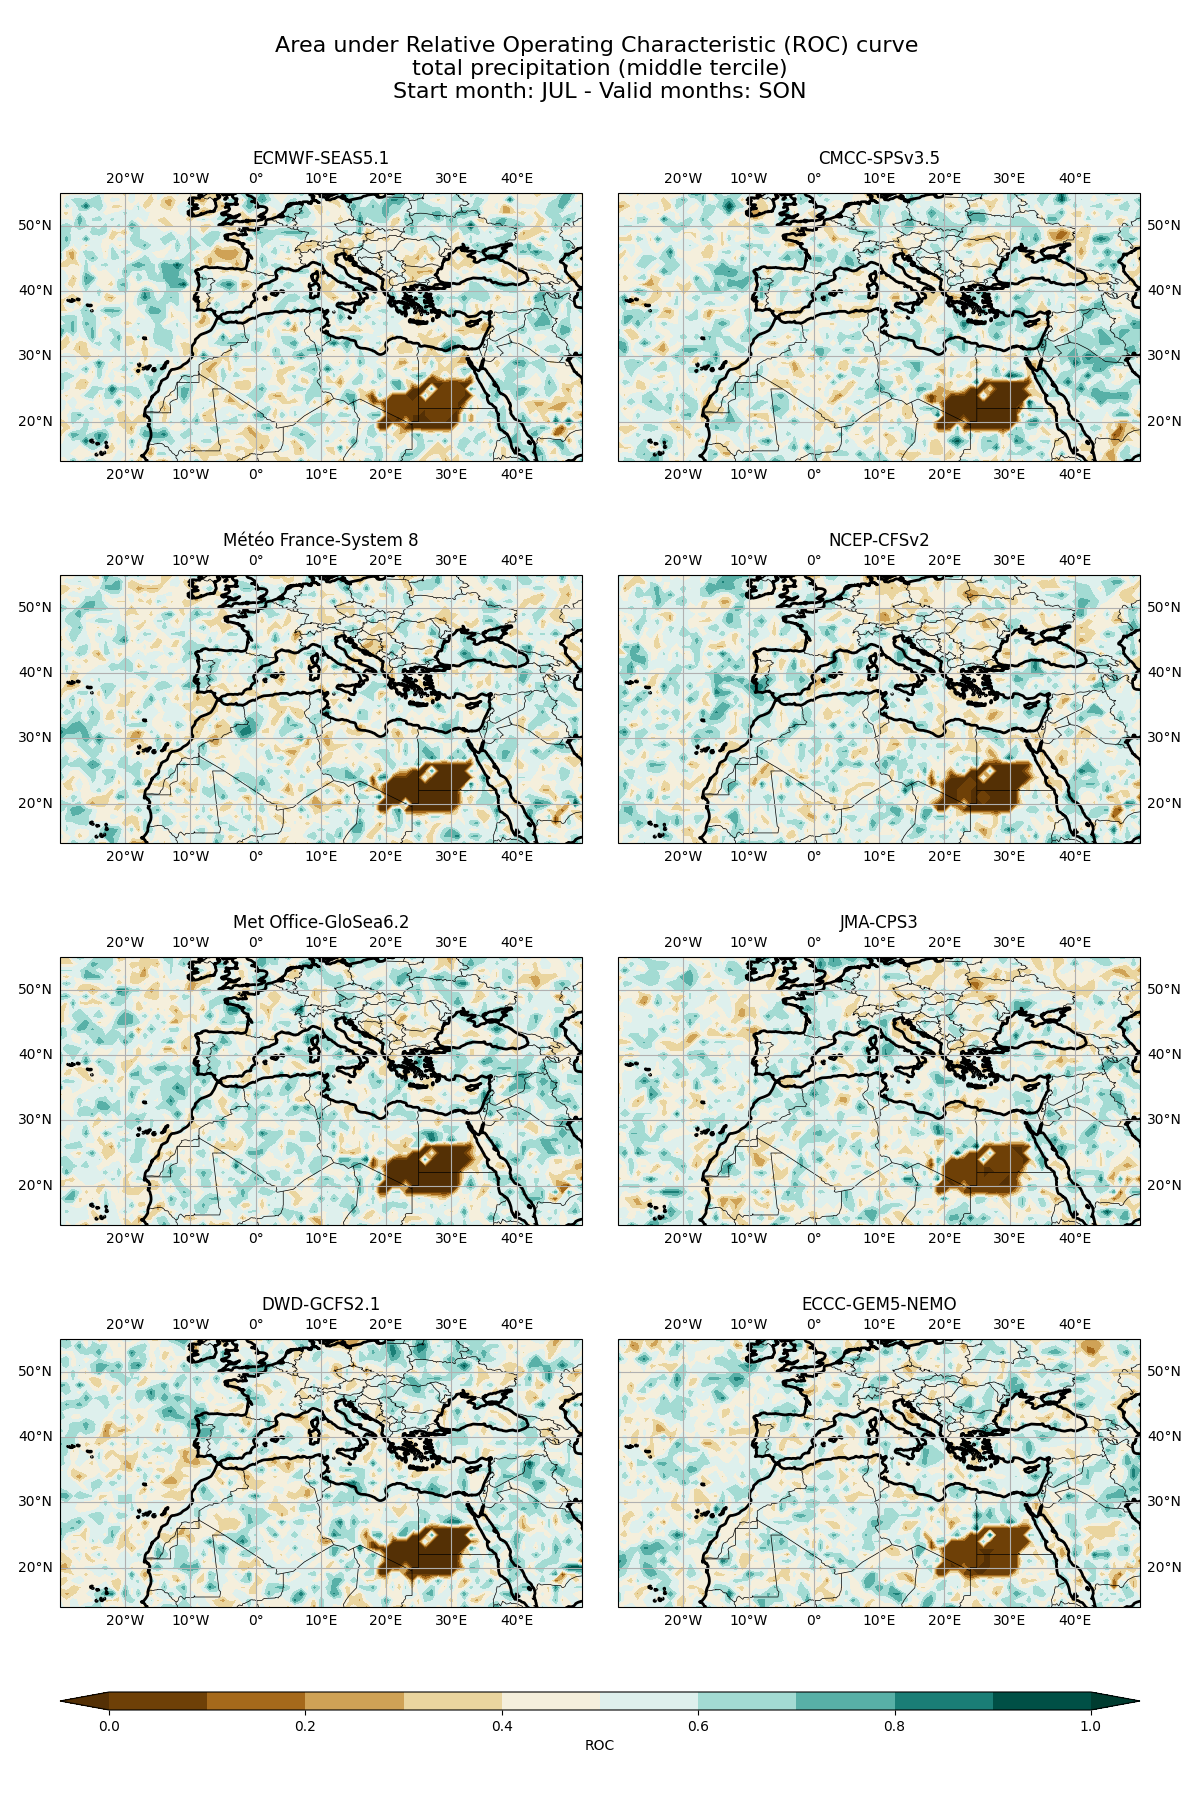 Area under Relative Operating Characteristic (ROC) curve
total precipitation (middle tercile)
Start month: JUL - Valid months: SON
ECMWF-SEAS5.1
20°W 10°W 0° 10°E 20°E 30°E 40°E
50°N
40°N
30°N
20°N
20°W 10°W 0° 10°E 20°E 30°E 40°E
CMCC-SPSv3.5
20°W 10°W 0° 10°E 20°E 30°E 40°E
50°N
40°N
30°N
20°N
20°W 10°W 0° 10°E 20°E 30°E 40°E
Météo France-System 8
20°W 10°W 0° 10°E 20°E 30°E 40°E
50°N
40°N
30°N
20°N
20°W 10°W 0° 10°E 20°E 30°E 40°E
NCEP-CFSv2
20°W 10°W 0° 10°E 20°E 30°E 40°E
50°N
40°N
30°N
20°N
20°W 10°W 0° 10°E 20°E 30°E 40°E
Met Office-GloSea6.2
20°W 10°W 0° 10°E 20°E 30°E 40°E
50°N
40°N
30°N
20°N
20°W 10°W 0° 10°E 20°E 30°E 40°E
JMA-CPS3
20°W 10°W 0° 10°E 20°E 30°E 40°E
50°N
40°N
30°N
20°N
20°W 10°W 0° 10°E 20°E 30°E 40°E
DWD-GCFS2.1
20°W 10°W 0° 10°E 20°E 30°E 40°E
50°N
40°N
30°N
20°N
20°W 10°W 0° 10°E 20°E 30°E 40°E
ECCC-GEM5-NEMO
20°W 10°W 0° 10°E 20°E 30°E 40°E
50°N
40°N
30°N
20°N
20°W 10°W 0° 10°E 20°E 30°E 40°E
0.0 0.2 0.4 0.6 0.8 1.0
ROC